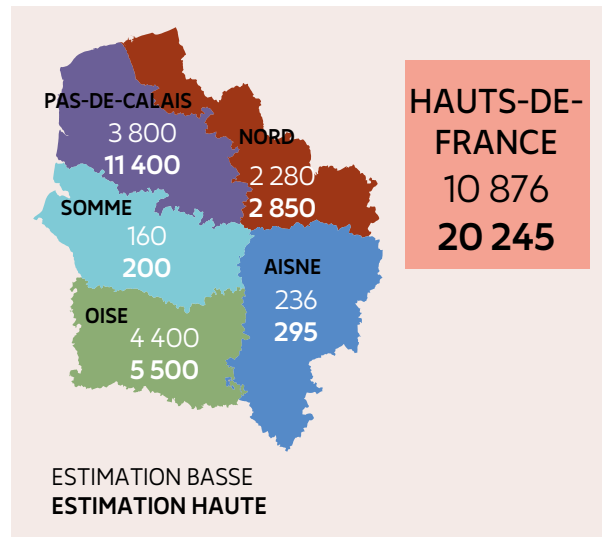 PAS-DE-CALAIS
3 800
11 400
NORD
2 280
2 850
SOMME
160
200
AISNE
236
295
OISE
4 400
5 500
HAUTS-DE-
FRANCE
10 876
20 245
ESTIMATION BASSE
ESTIMATION HAUTE